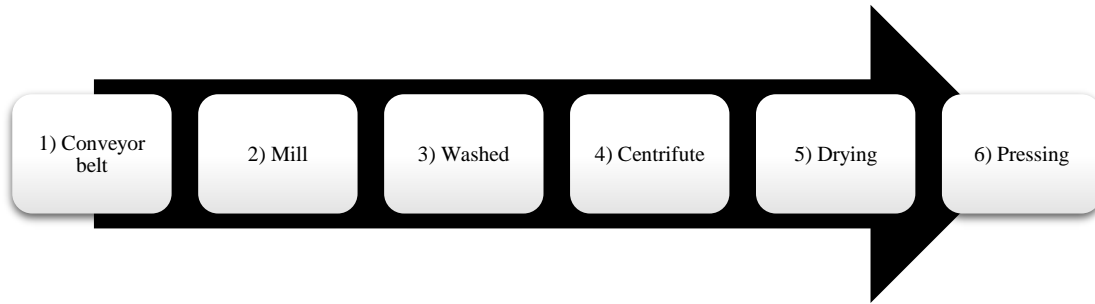 1) Conveyor
belt
2) Mill
3) Washed
4) Centrifute
5) Drying
6) Pressing